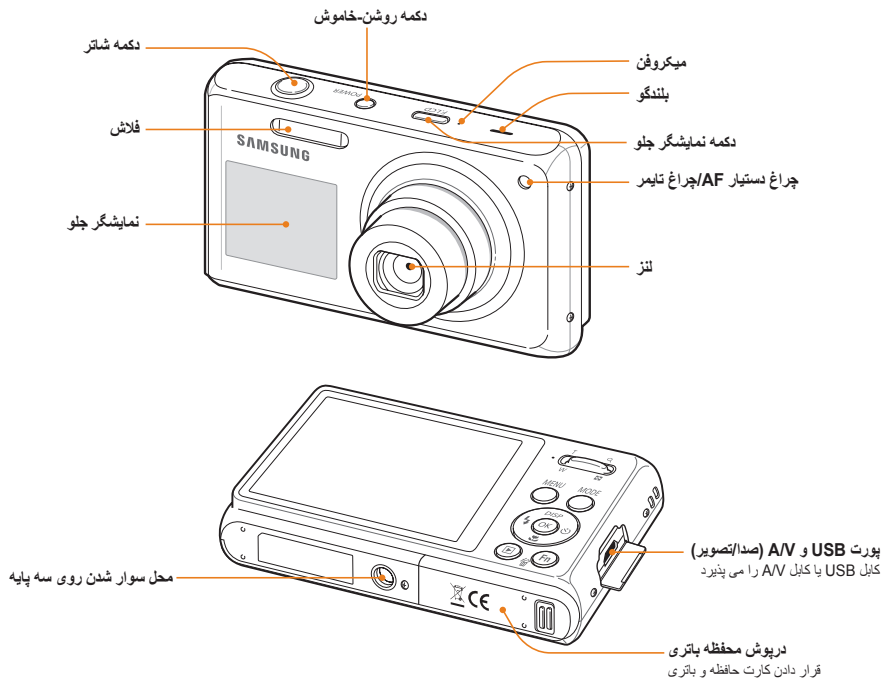 دکمه روشن-خاموش
دکمه شاتر
میکروفن
بلندگو
فلاش
دکمه نمایشگر جلو
چراغ دستیار AF/چراغ تایمر
نمایشگر جلو
لنز
POWER
F.LCD
SAMSUNG
T
W
MENU
MODE
DISP
OK
Fn
CE
پورت USB و A/V (صدا/تصویر)
کابل USB یا کابل A/V را می پذیرد
محل سوار شدن روی سه پایه
درپوش محفظه باتری
قرار دادن کارت حافظه و باتری